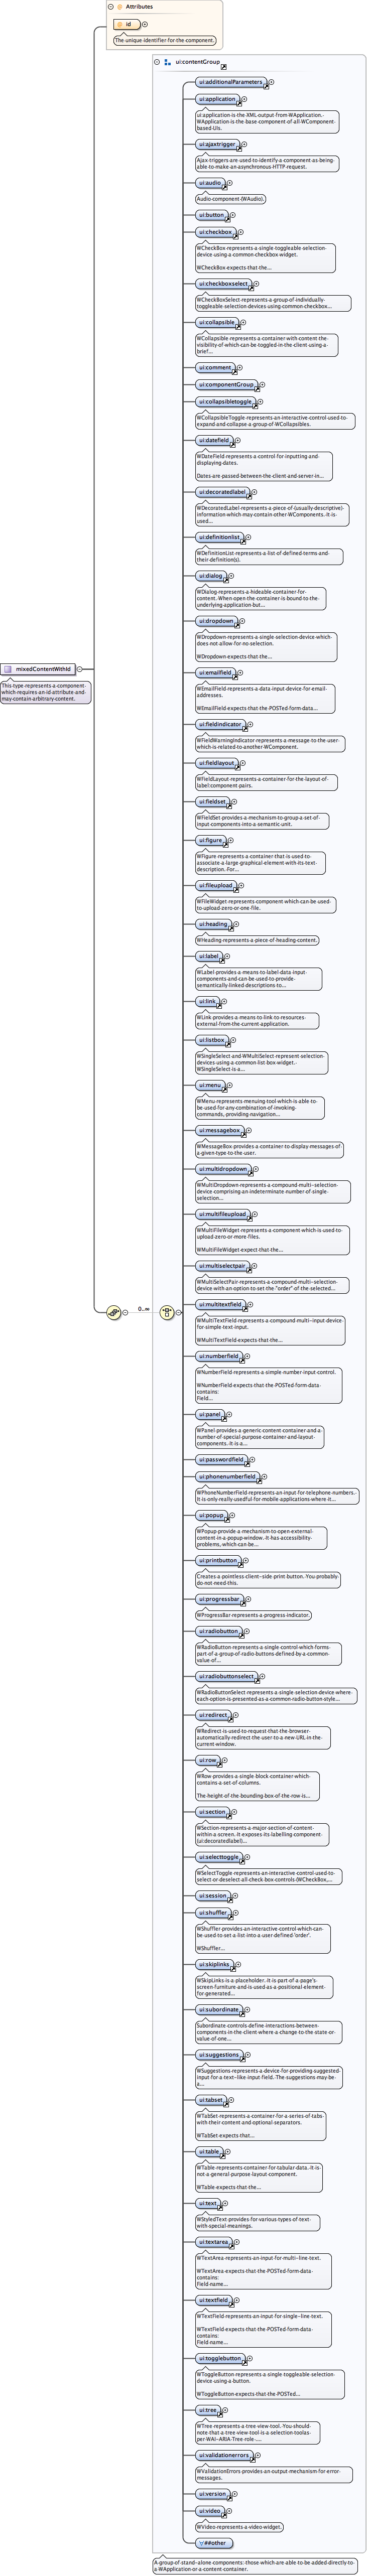 Attributes
@ id
The unique identifier for the component.
ui:contentGroup
ui:additionalParameters
ui:application
ui:application is the XML output from WApplication.
WApplication is the base component of all WComponent
based UIs.
ui:ajaxtrigger
Ajax triggers are used to identify a component as being
able to make an asynchronous HTTP request.
ui:audio
Audio component (WAudio).
ui:button
ui:checkbox
WCheckBox represents a single toggleable selection
device using a common checkbox widget.
WCheckBox expects that the...
ui:checkboxselect
WCheckBoxSelect represents a group of individually
toggleable selection devices using common checkbox...
ui:collapsible
WCollapsible represents a container with content the
visibility of which can be toggled in the client using a
brief...
ui:comment
ui:componentGroup
ui:collapsibletoggle
WCollapsibleToggle represents an interactive control used to
expand and collapse a group of WCollapsibles.
ui:datefield
WDateField represents a control for inputting and
displaying dates.
Dates are passed between the client and server in...
ui:decoratedlabel
WDecoratedLabel represents a piece of (usually descriptive)
information which may contain other WComponents. It is
used...
ui:definitionlist
WDefinitionList represents a list of defined terms and
their definition(s).
ui:dialog
WDialog represents a hideable container for
content. When open the container is bound to the
underlying application but...
ui:dropdown
WDropdown represents a single selection device which
does not allow for no selection.
WDropdown expects that the...
mixedContentWithId
This type represents a component
which requires an id attribute and
may contain arbitrary content.
ui:emailfield
WEmailField represents a data input device for email
addresses.
WEmailField expects that the POSTed form data...
ui:fieldindicator
WFieldWarningIndicator represents a message to the user
which is related to another WComponent.
ui:fieldlayout
WFieldLayout represents a container for the layout of
label:component pairs.
ui:fieldset
WFieldSet provides a mechanism to group a set of
input components into a semantic unit.
ui:figure
WFigure represents a container that is used to
associate a large graphical element with its text
description. For...
ui:fileupload
WFileWidget represents component which can be used
to upload zero or one file.
ui:heading
WHeading represents a piece of heading content.
ui:label
WLabel provides a means to label data input
components and can be used to provide
semantically linked descriptions to...
ui:link
WLink provides a means to link to resources
external from the current application.
ui:listbox
WSingleSelect and WMultiSelect represent selection
devices using a common list box widget.
WSingleSelect is a...
ui:menu
WMenu represents menuing tool which is able to
be used for any combination of invoking
commands, providing navigation...
ui:messagebox
WMessageBox provides a container to display messages of
a given type to the user.
ui:multidropdown
WMultiDropdown represents a compound multi-selection
device comprising an indeterminate number of single
selection...
ui:multifileupload
WMultiFileWidget represents a component which is used to
upload zero or more files.
WMultiFileWidget expect that the...
ui:multiselectpair
WMultiSelectPair represents a compound multi-selection
device with an option to set the "order" of the selected...
0..∞
ui:multitextfield
WMultiTextField represents a compound multi-input device
for simple text input.
WMultiTextField expects that the...
ui:numberfield
WNumberField represents a simple number input control.
WNumberField expects that the POSTed form data
contains:
Field...
ui:panel
WPanel provides a generic content container and a
number of special purpose container and layout
components. It is a...
ui:passwordfield
ui:phonenumberfield
WPhoneNumberField represents an input for telephone numbers.
It is only really usedful for mobile applications where it...
ui:popup
WPopup provide a mechanism to open external
content in a popup window. It has accessibility
problems, which can be...
ui:printbutton
Creates a pointless client-side print button. You probably
do not need this.
ui:progressbar
WProgressBar represents a progress indicator.
ui:radiobutton
WRadioButton represents a single control which forms
part of a group of radio buttons defined by a common
value of...
ui:radiobuttonselect
WRadioButtonSelect represents a single selection device where
each option is presented as a common radio button style...
ui:redirect
WRedirect is used to request that the browser
automatically redirect the user to a new URL in the
current window.
ui:row
WRow provides a single block container which
contains a set of columns.
The height of the bounding box of the row is...
ui:section
WSection represents a major section of content
within a screen. It exposes its labelling component
(ui:decoratedlabel)...
ui:selecttoggle
WSelectToggle represents an interactive control used to
select or deselect all check box controls (WCheckBox,...
ui:session
ui:shuffler
WShuffler provides an interactive control which can
be used to set a list into a user defined 'order'.
WShuffler...
ui:skiplinks
WSkipLinks is a placeholder. It is part of a page's
screen furniture and is used as a positional element
for generated...
ui:subordinate
Subordinate controls define interactions between
components in the client where a change to the state or
value of one...
ui:suggestions
WSuggestions represents a device for providing suggested
input for a text-like input field. The suggestions may be
a...
ui:tabset
WTabSet represents a container for a series of tabs
with their content and optional separators.
WTabSet expects that...
ui:table
WTable represents container for tabular data. It is
not a general purpose layout component.
WTable expects that the...
ui:text
WStyledText provides for various types of text
with special meanings.
ui:textarea
WTextArea represents an input for multi-line text.
WTextArea expects that the POSTed form data
contains:
Field name...
ui:textfield
WTextField represents an input for single-line text.
WTextField expects that the POSTed form data
contains:
Field name...
ui:togglebutton
WToggleButton represents a single toggleable selection
device using a button.
WToggleButton expects that the POSTed...
ui:tree
WTree represents a tree view tool. You should
note that a tree view tool is a selection toolas
per WAI-ARIA Tree role ....
ui:validationerrors
WValidationErrors provides an output mechanism for error
messages.
ui:version
ui:video
WVideo represents a video widget.
##other
A group of stand-alone components: those which are able to be added directly to
a WApplication or a content container.